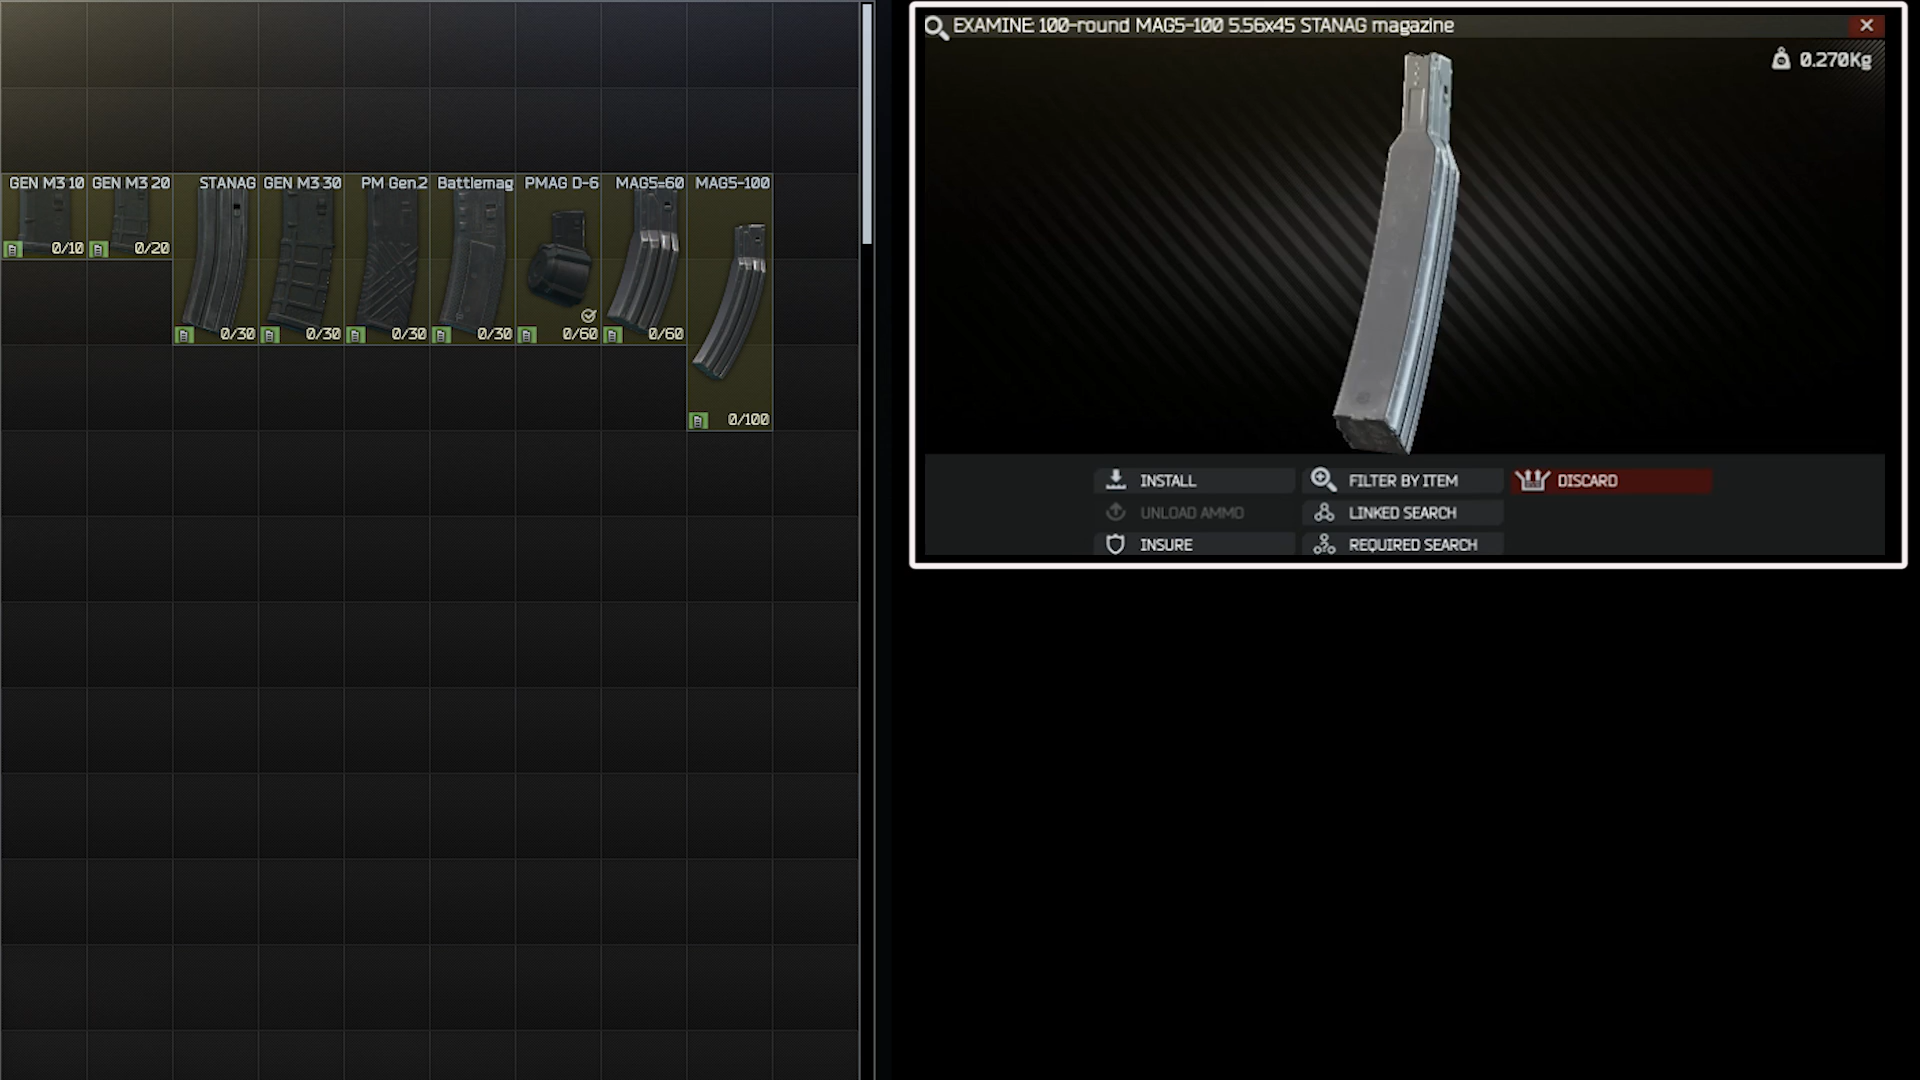 GEN M3 10 GEN M3 20 STANAG GEN M3 30 PM Gen.2 Battlemag PMAG D-6 MAG5=60 MAG5-100
0/10 0/20
0/30 0/30 0/30 0/30 0/60 0/60
0/100
EXAMINE: 100-round MAG5-100 5.56x45 STANAG magazine
0.270Kg
INSTALL FILTER BY ITEM DISCARD
UNLOAD AMMO LINKED SEARCH
INSURE REQUIRED SEARCH